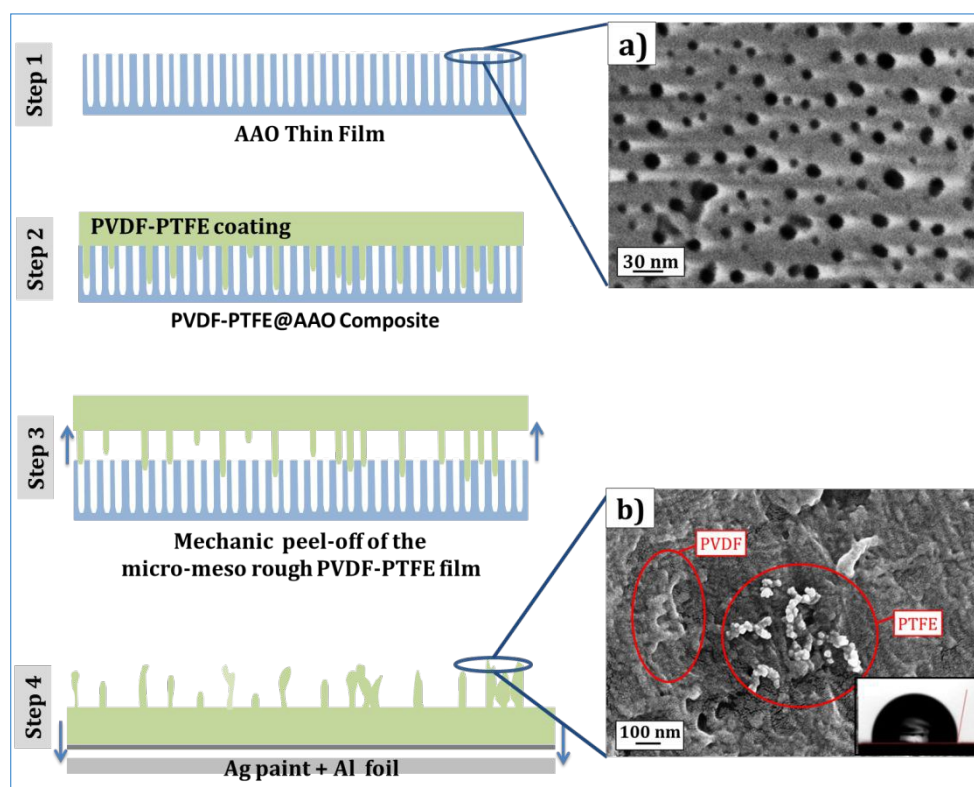 Step 1
AAO Thin Film
a)
30 nm
Step 2
PVDF-PTFE coating
PVDF-PTFE@AAO Composite
Step 3
Mechanic peel-off of the
micro-meso rough PVDF-PTFE film
Step 4
Ag paint + Al foil
b)
PVDF
PTFE
100 nm